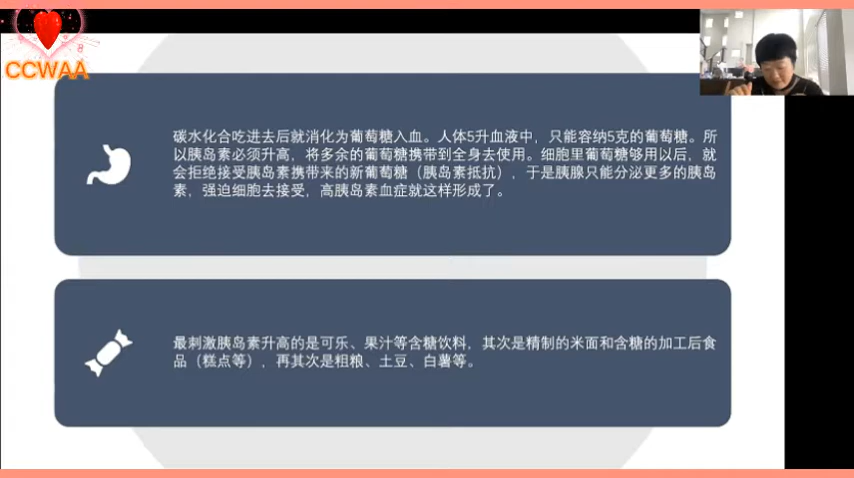 CCWAA
碳水化合吃进去后就消化为葡萄糖入血。人体5升血液中，只能容纳5克的葡萄糖。所
以胰岛素必须升高，将多余的葡萄糖携带到全身去使用。细胞里葡萄糖够用以后，就
会拒绝接受胰岛素携带来的新葡萄糖（胰岛素抵抗），于是胰腺只能分泌更多的胰岛
素，强迫细胞去接受，高胰岛素血症就这样形成了。
最刺激胰岛素升高的是可乐、果汁等含糖饮料，其次是精制的米面和含糖的加工后食
品（糕点等），再其次是粗粮、土豆、白薯等。